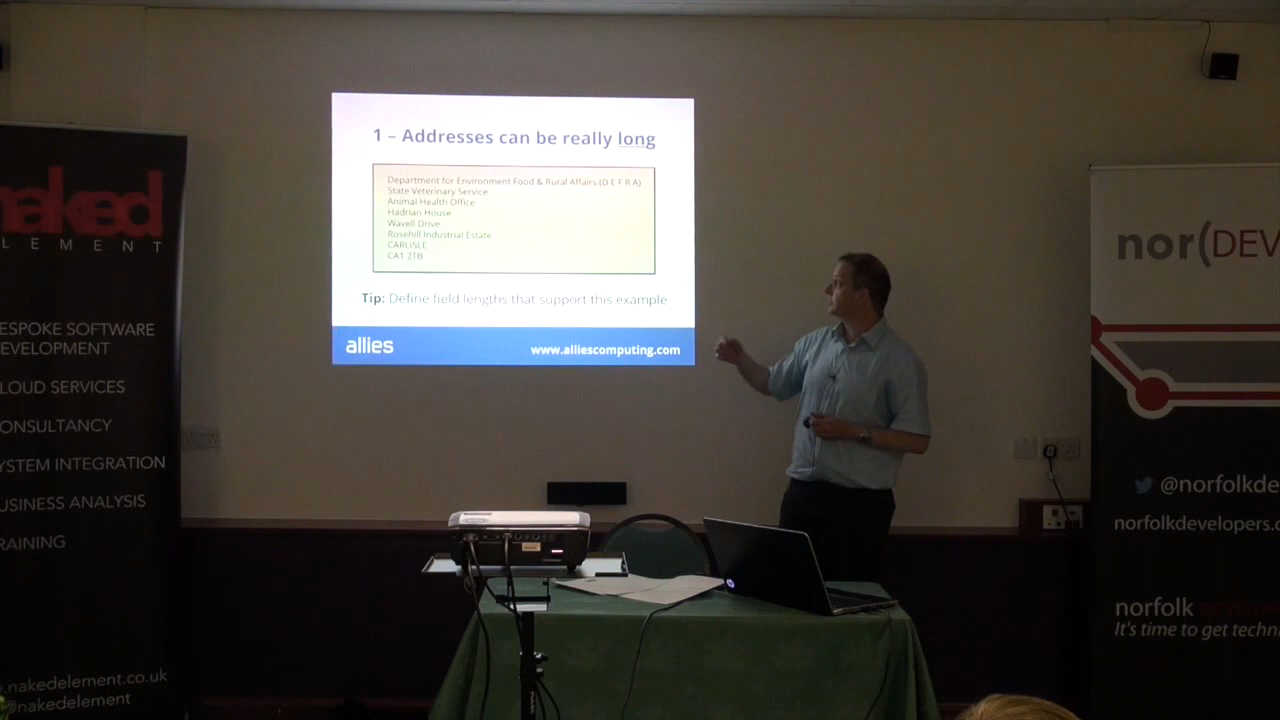 naked
LEMENT
ESPOKE SOFTWARE
EVELOPMENT
LOUD SERVICES
ONSULTANCY
YSTEM INTEGRATION
USINESS ANALYSIS
RAINING
.nakedelement.co.uk
@nakedelement
1 – Addresses can be really long
Department for Environment Food & Rural Affairs (D E F R A)
State Veterinary Service
Animal Health Office
Hadrian House
Wavell Drive
Rosehill Industrial Estate
CARLISLE
CA1 2TB
Tip: Define field lengths that support this example
allies
www.alliescomputing.com
nor(DEV
@norfolkde
norfolkdevelopers.c
norfolk
It's time to get techn